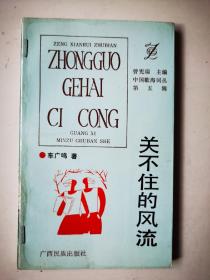 ZENG XIANRUI ZHUBIAN
ZHONGGUO
GEHAI
CI CONG
GUANG XI
MINZU CHUBAN SHE
曾宪瑞 主编
中国歌海词丛
第五辑
关不住的风流
车广鸣 著
广西民族出版社